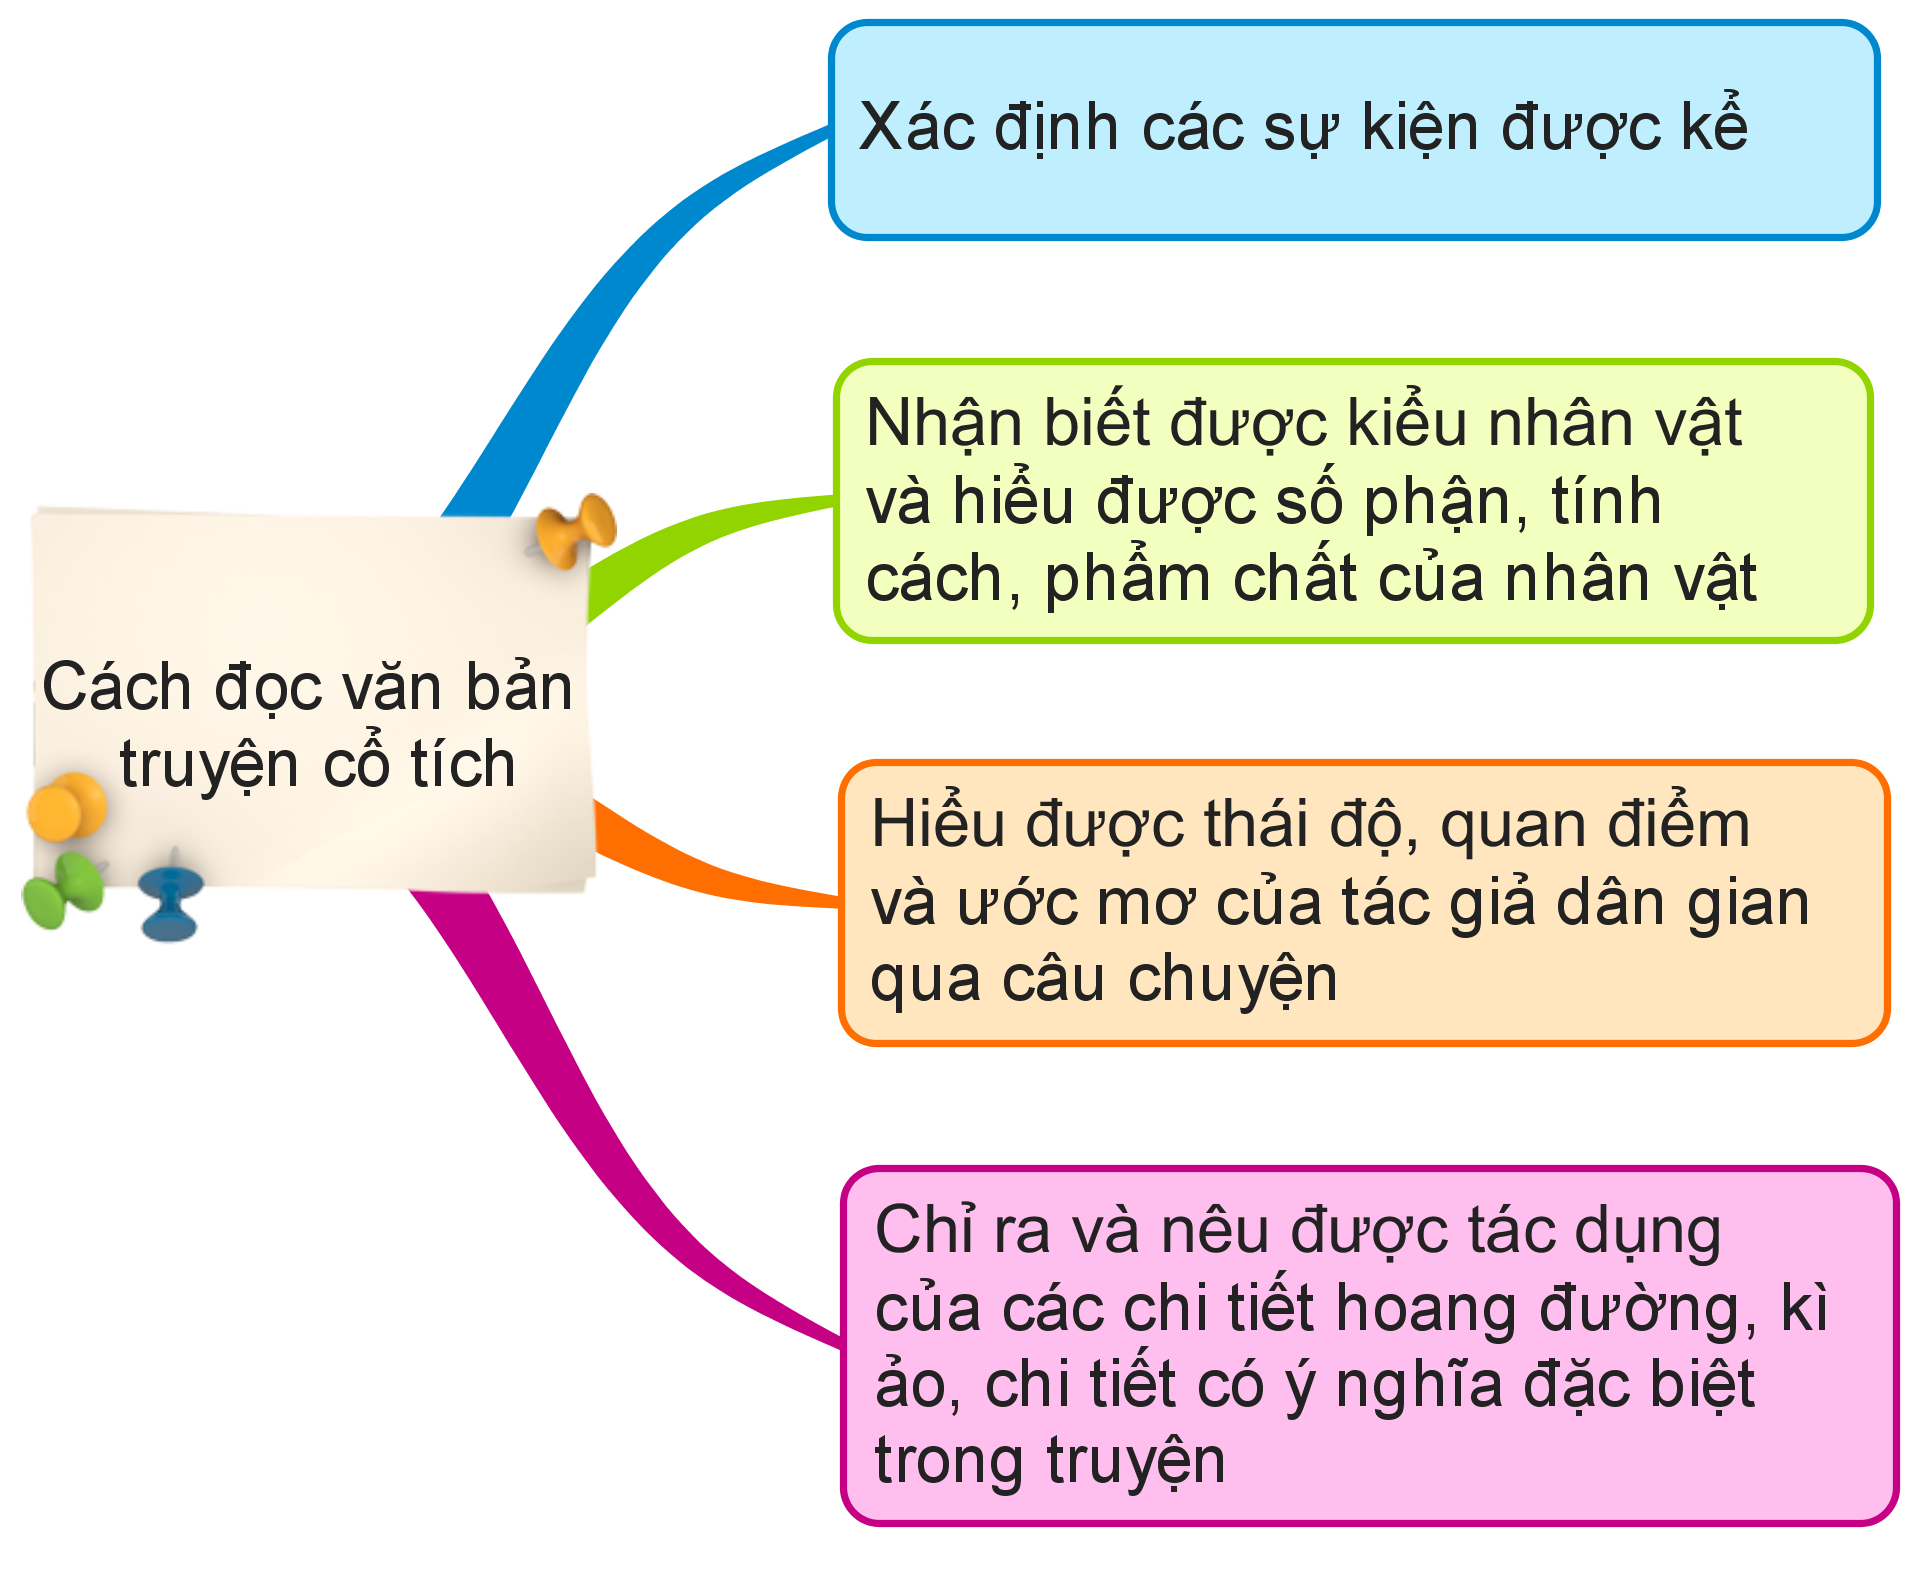 Cách đọc văn bản
truyện cổ tích
Xác định các sự kiện được kể
Nhận biết được kiểu nhân vật
và hiểu được số phận, tính
cách, phẩm chất của nhân vật
Hiểu được thái độ, quan điểm
và ước mơ của tác giả dân gian
qua câu chuyện
Chỉ ra và nêu được tác dụng
của các chi tiết hoang đường, kì
ảo, chi tiết có ý nghĩa đặc biệt
trong truyện